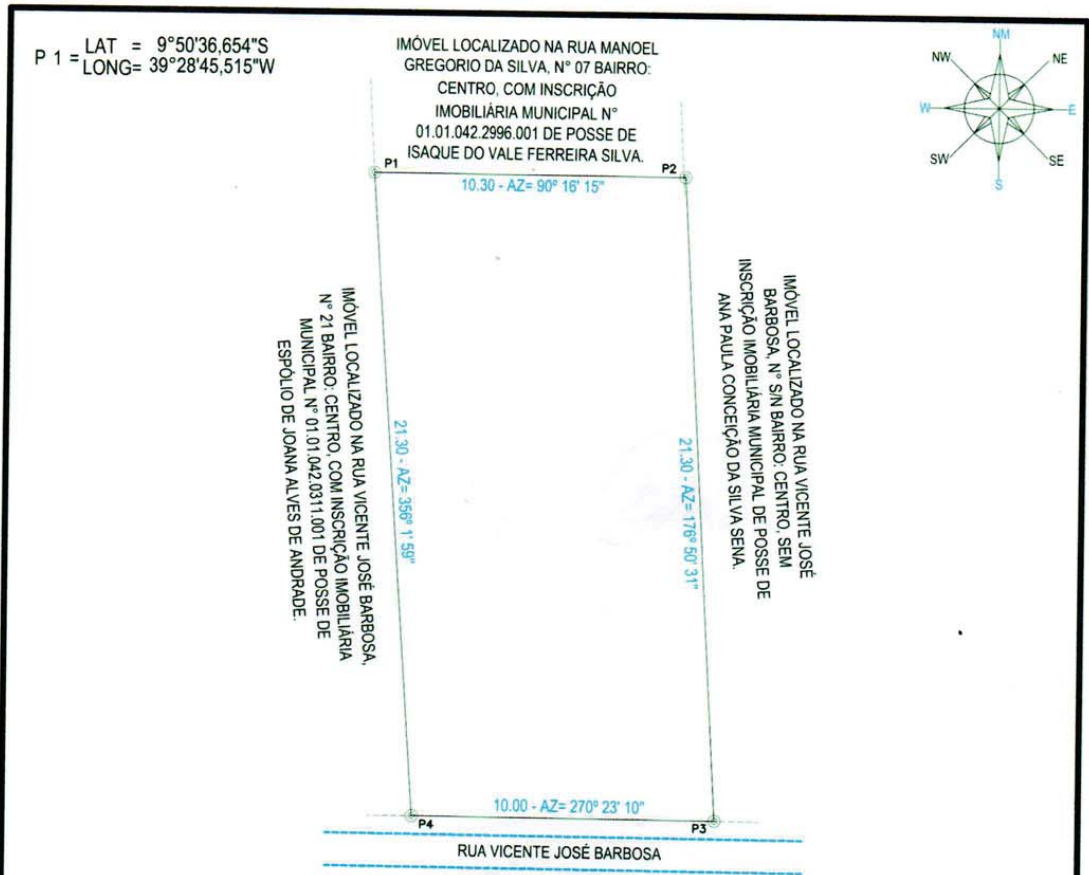 P 1 = LAT = 9°50'36,654"S
LONG= 39°28'45,515"W
IMÓVEL LOCALIZADO NA RUA MANOEL
GREGORIO DA SILVA, N° 07 BAIRRO:
CENTRO, COM INSCRIÇÃO
IMOBILIÁRIA MUNICIPAL N°
01.01.042.2996.001 DE POSSE DE
ISAQUE DO VALE FERREIRA SILVA.
NM
NW
NE
W
E
SW
SE
S
P1
P2
10.30 - AZ= 90º 16' 15"
IMÓVEL LOCALIZADO NA RUA VICENTE JOSÉ BARBOSA,
N° 21 BAIRRO: CENTRO, COM INSCRIÇÃO IMOBILIÁRIA
MUNICIPAL N° 01.01.042.0311.001 DE POSSE DE
ESPÓLIO DE JOANA ALVES DE ANDRADE.
21.30 - AZ= 356º 1' 59"
21.30 - AZ= 176º 50' 31"
IMÓVEL LOCALIZADO NA RUA VICENTE JOSÉ
BARBOSA, N° S/N BAIRRO: CENTRO, SEM
INSCRIÇÃO IMOBILIÁRIA MUNICIPAL DE POSSE DE
ANA PAULA CONCEIÇÃO DA SILVA SENA.
10.00 - AZ= 270º 23' 10"
P4
P3
RUA VICENTE JOSÉ BARBOSA